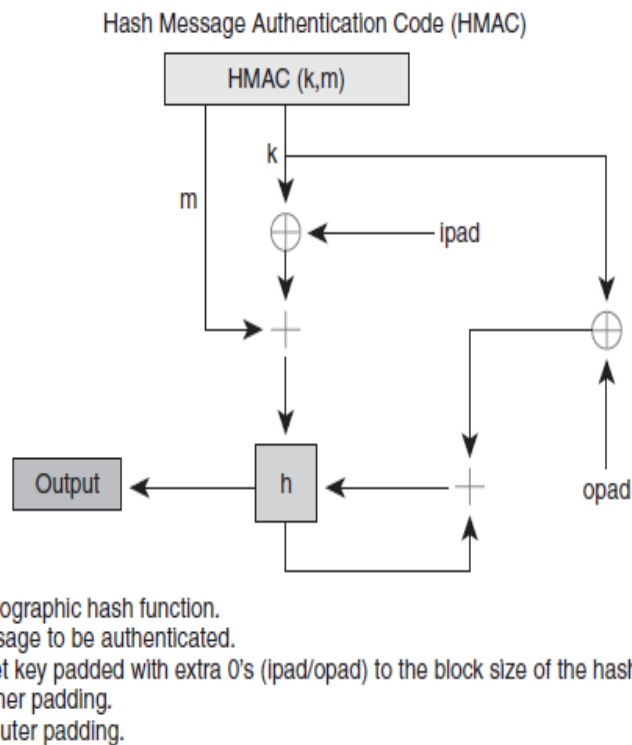 Hash Message Authentication Code (HMAC)
HMAC (k,m)
k
m
ipad
Output
h
opad
ographic hash function.
sage to be authenticated.
et key padded with extra 0's (ipad/opad) to the block size of the hash
ner padding.
uter padding.